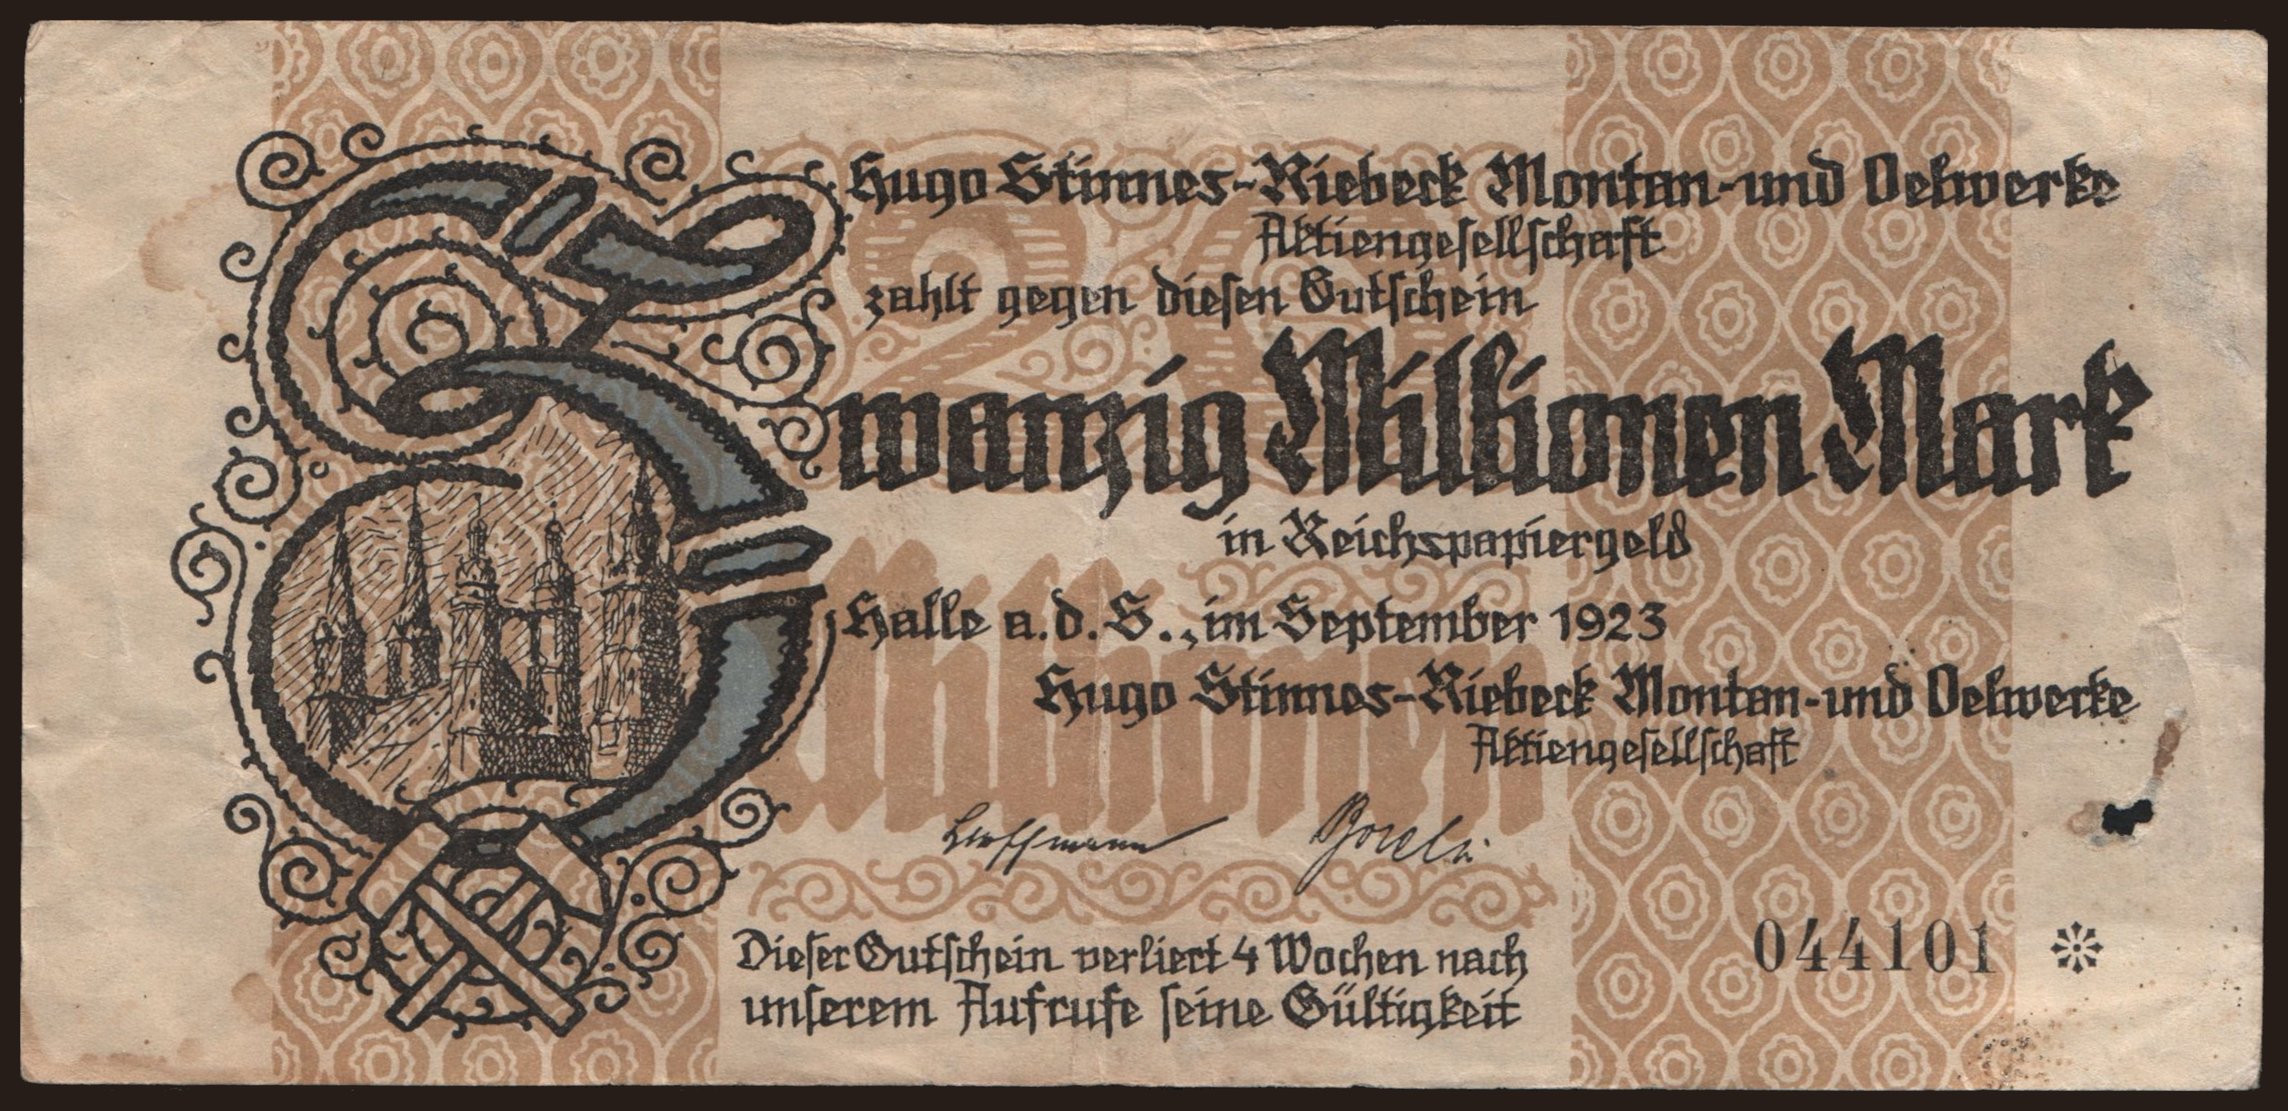 Hugo Stinnes-Riebeck Montan- und Oelwerke
Aktiengesellschaft
zahlt gegen diesen Gutschein
20
Zwanzig Millionen Mark
in Reichspapiergeld
Millionen
Halle a. d. S., im September 1923
Hugo Stinnes-Riebeck Montan- und Oelwerke
Aktiengesellschaft
Dieser Gutschein verliert 4 Wochen nach
unserem Aufrufe seine Gültigkeit
044101 ✻